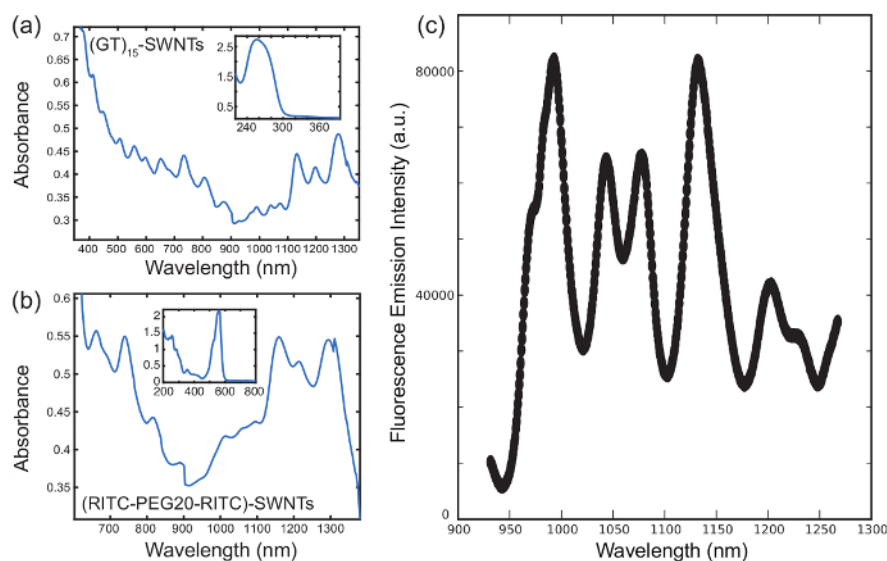 (a)
(GT)15-SWNTs
Absorbance
0.7
0.65
0.6
0.55
0.5
0.45
0.4
0.35
0.3
400 500 600 700 800 900 1000 1100 1200 1300
Wavelength (nm)
2.5
1.5
0.5
240 300 360
(b)
(RITC-PEG20-RITC)-SWNTs
Absorbance
0.6
0.55
0.5
0.45
0.4
0.35
700 800 900 1000 1100 1200 1300
Wavelength (nm)
2
1.5
1
0.5
0
200 400 600 800
(c)
Fluorescence Emission Intensity (a.u.)
80000
40000
0
900 950 1000 1050 1100 1150 1200 1250 1300
Wavelength (nm)